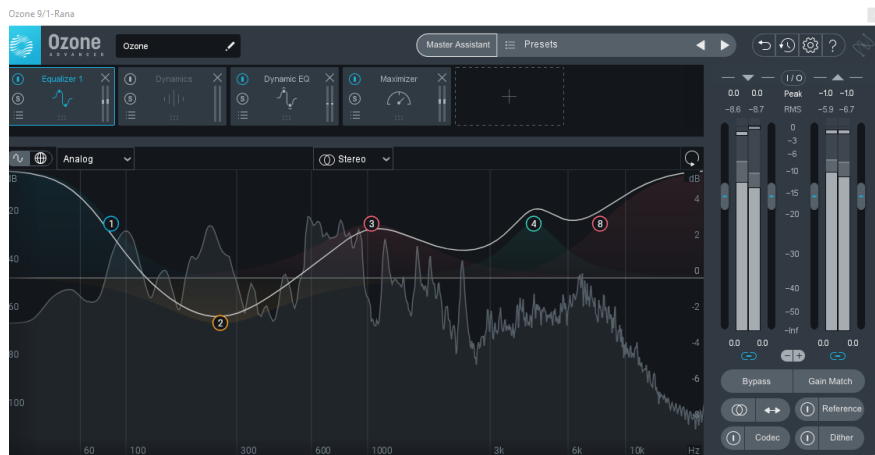 Ozone 9/1-Rana
Ozone
ADVANCED
Ozone
Master Assistant
Presets
?
Equalizer 1
Dynamics
Dynamic EQ
Maximizer
S
S
S
S
+
I / O
0.0 0.0 Peak -1.0 -1.0
-8.6 -8.7 RMS -5.9 -6.7
Analog
Stereo
dB
20
40
60
80
100
1
2
3
4
8
dB
4
2
0
-2
-4
-6
60 100 300 600 1000 3k 6k 10k Hz
0
-3
-6
-10
-15
-20
-30
-40
-50
-Inf
0.0 0.0 0.0 0.0
Bypass
Gain Match
Reference
Codec
Dither